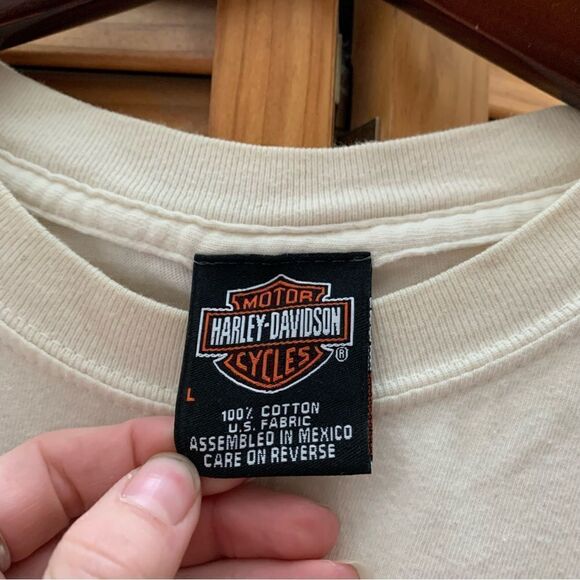 MOTOR
HARLEY-DAVIDSON
CYCLES
®
L
100% COTTON
U.S. FABRIC
ASSEMBLED IN MEXICO
CARE ON REVERSE